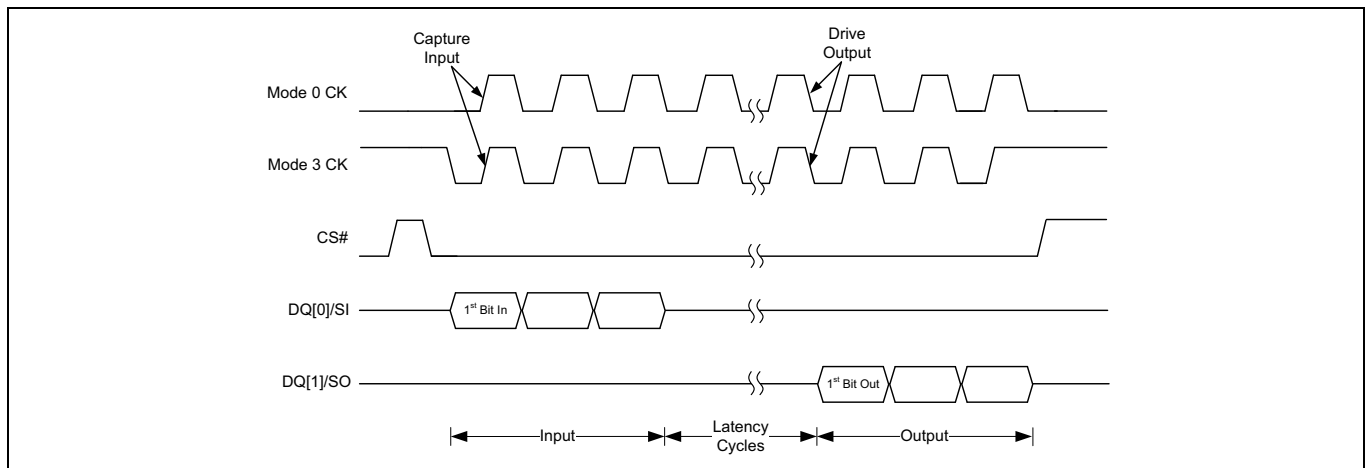 Capture
Input
Drive
Output
Mode 0 CK
Mode 3 CK
CS#
DQ[0]/SI
1st Bit In
DQ[1]/SO
1st Bit Out
Input
Latency
Cycles
Output